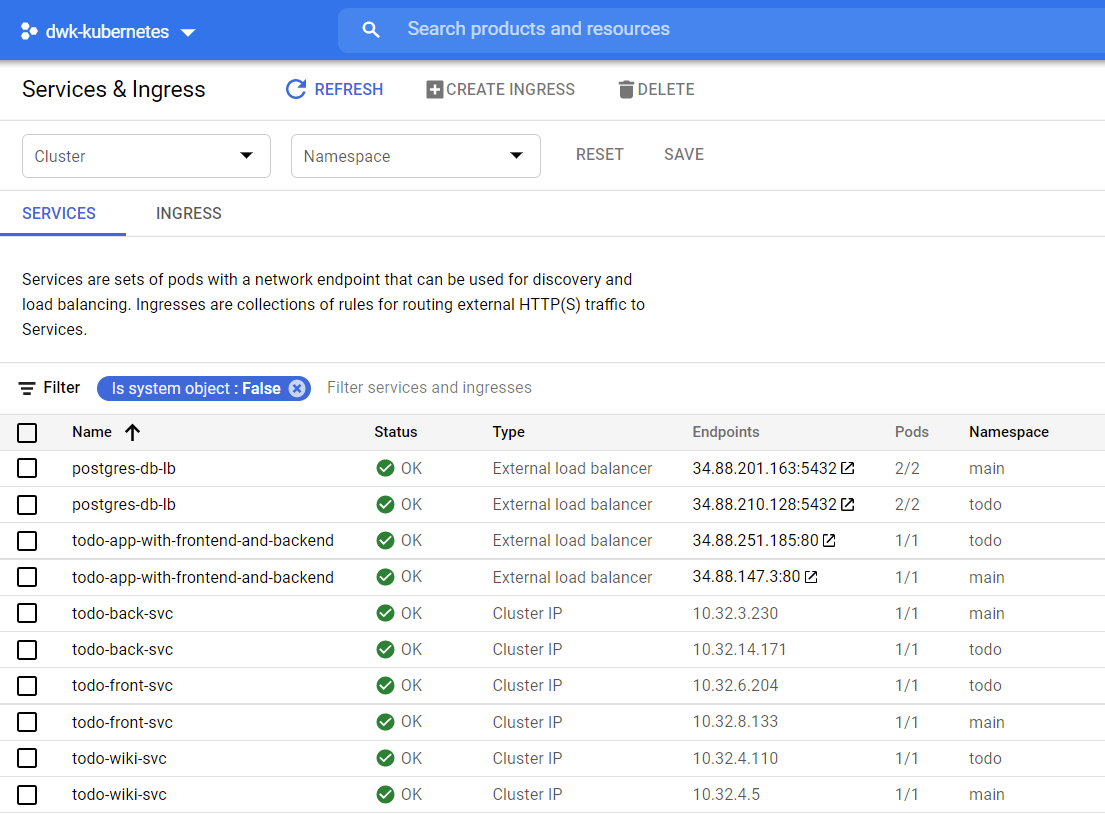 dwk-kubernetes
Search products and resources
Services & Ingress
REFRESH
CREATE INGRESS
DELETE
Cluster
Namespace
RESET
SAVE
SERVICES
INGRESS
Services are sets of pods with a network endpoint that can be used for discovery and
load balancing. Ingresses are collections of rules for routing external HTTP(S) traffic to
Services.
Filter
Is system object : False
Filter services and ingresses
Name Status Type Endpoints Pods Namespace
postgres-db-lb OK External load balancer 34.88.201.163:5432 2/2 main
postgres-db-lb OK External load balancer 34.88.210.128:5432 2/2 todo
todo-app-with-frontend-and-backend OK External load balancer 34.88.251.185:80 1/1 todo
todo-app-with-frontend-and-backend OK External load balancer 34.88.147.3:80 1/1 main
todo-back-svc OK Cluster IP 10.32.3.230 1/1 main
todo-back-svc OK Cluster IP 10.32.14.171 1/1 todo
todo-front-svc OK Cluster IP 10.32.6.204 1/1 todo
todo-front-svc OK Cluster IP 10.32.8.133 1/1 main
todo-wiki-svc OK Cluster IP 10.32.4.110 1/1 todo
todo-wiki-svc OK Cluster IP 10.32.4.5 1/1 main